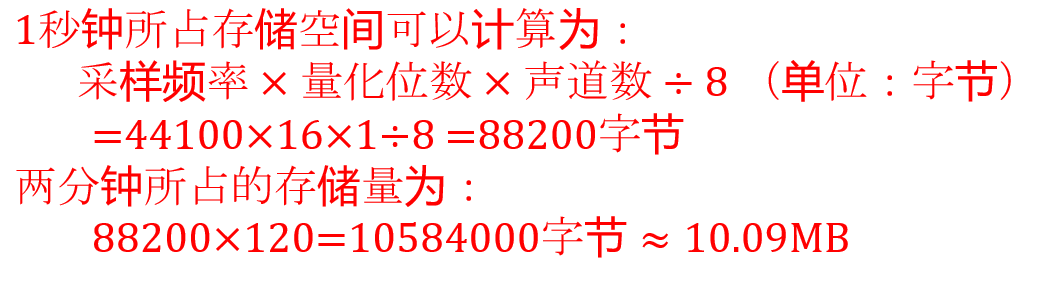 1秒钟所占存储空间可以计算为：
采样频率×量化位数×声道数÷8（单位：字节）
=44100×16×1÷8 =88200字节
两分钟所占的存储量为：
88200×120=10584000字节≈10.09MB